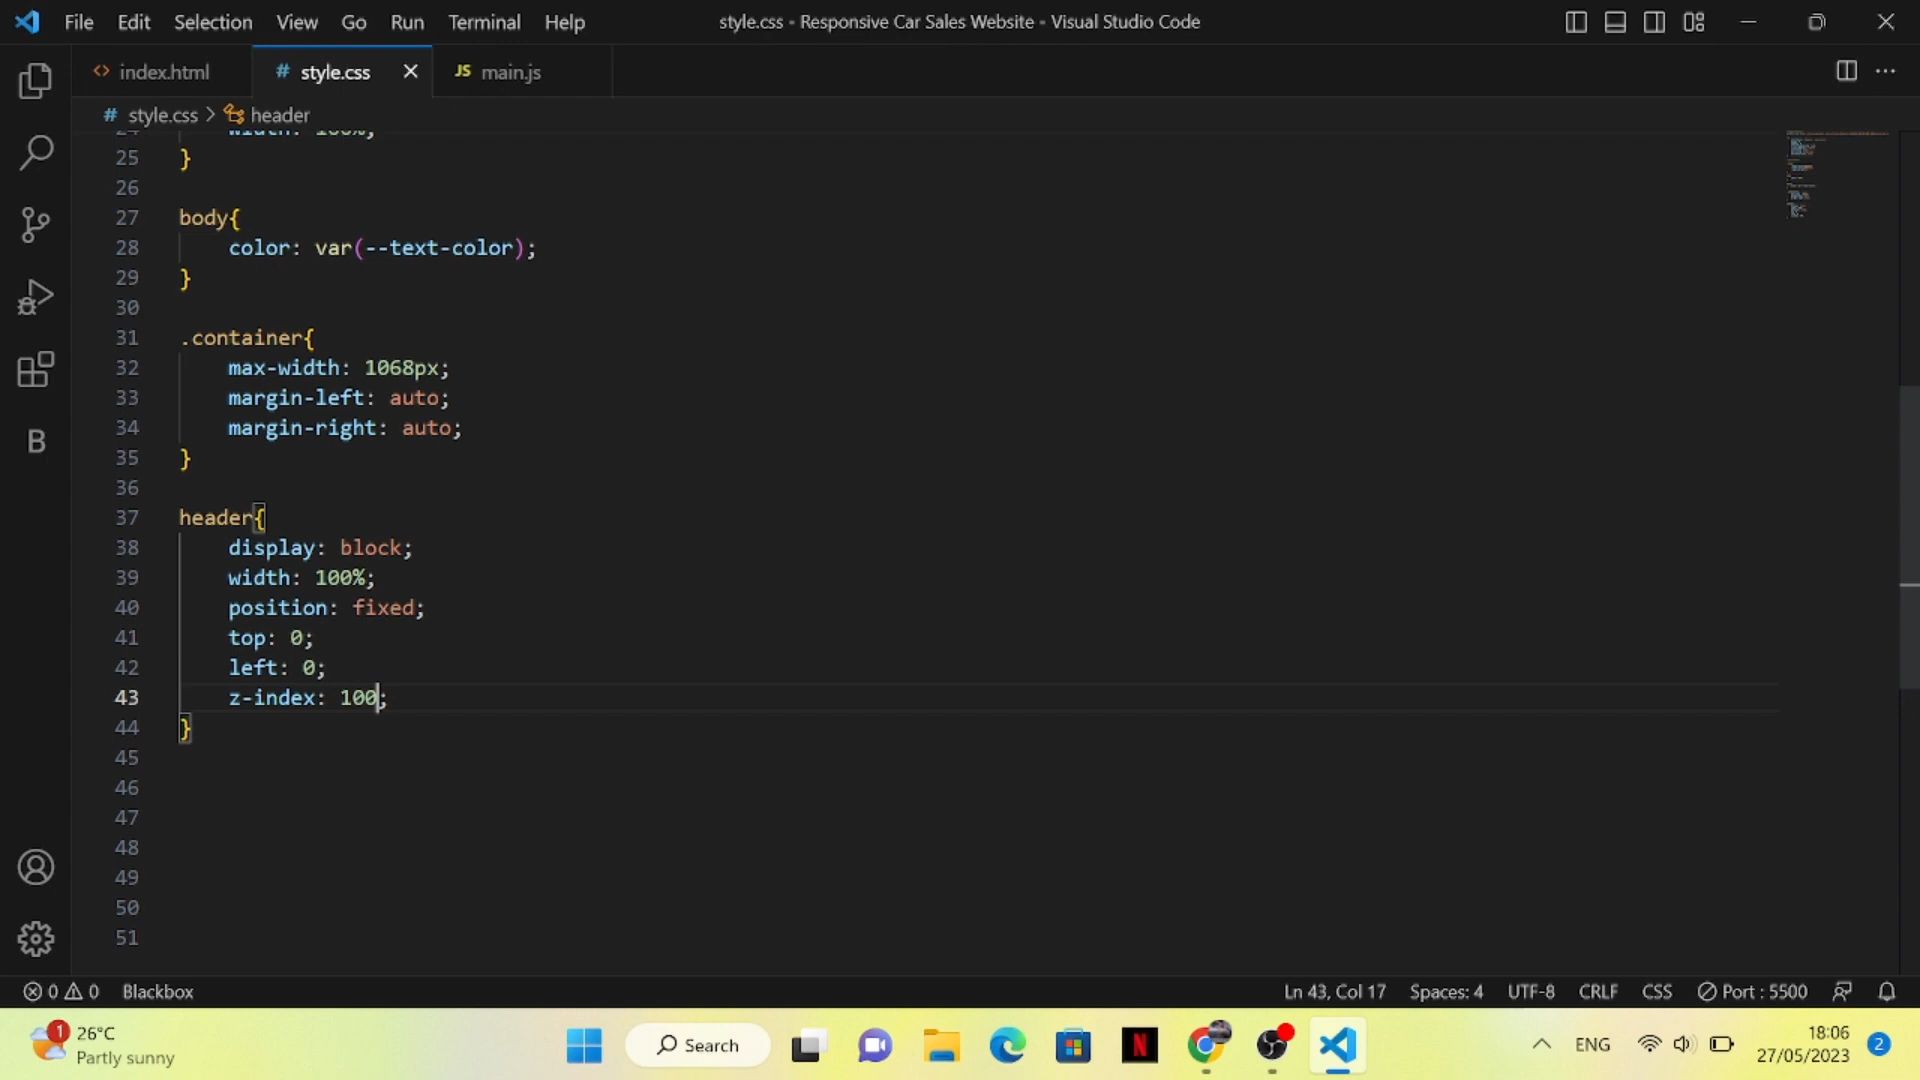 File Edit Selection View Go Run Terminal Help style.css - Responsive Car Sales Website - Visual Studio Code
index.html # style.css JS main.js
# style.css > header
24 width: 100%;
25 }
26
27 body{
28 color: var(--text-color);
29 }
30
31 .container{
32 max-width: 1068px;
33 margin-left: auto;
34 margin-right: auto;
35 }
36
37 header{
38 display: block;
39 width: 100%;
40 position: fixed;
41 top: 0;
42 left: 0;
43 z-index: 100;
44 }
45
46
47
48
49
50
51
B
0 0 Blackbox Ln 43, Col 17 Spaces: 4 UTF-8 CRLF CSS Port : 5500
1 26°C
Partly sunny
Search
N
ENG
18:06
27/05/2023
2